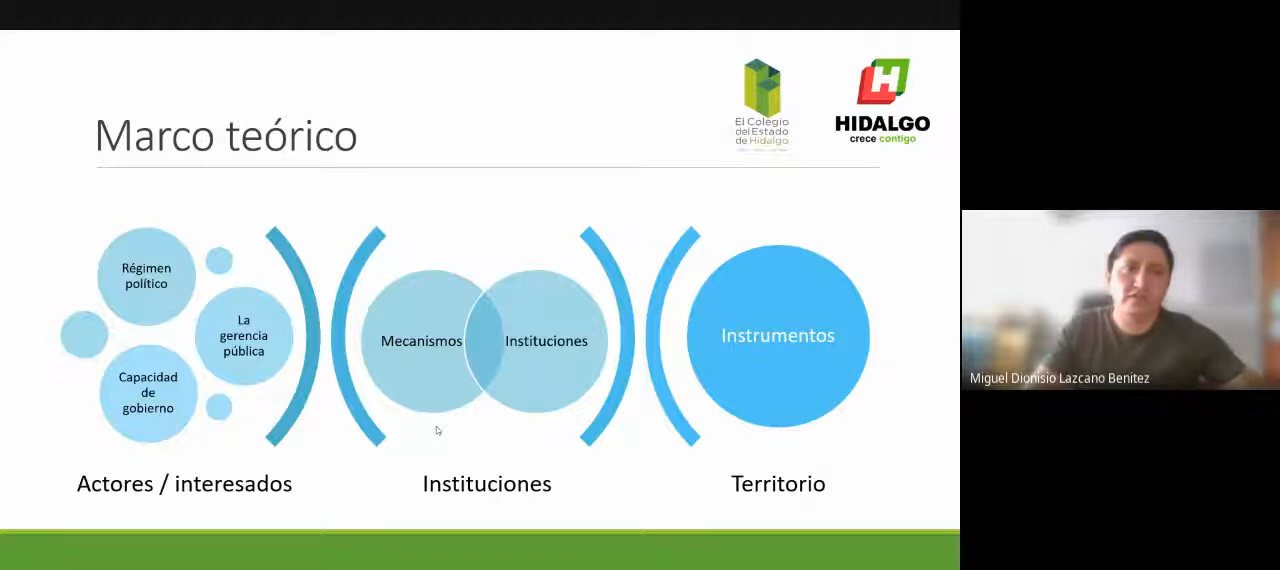 El Colegio
del Estado
de Hidalgo
H
HIDALGO
crece contigo
Marco teórico
Régimen
político
La
gerencia
pública
Capacidad
de
gobierno
Mecanismos
Instituciones
Instrumentos
Actores / interesados
Instituciones
Territorio
Miguel Dionisio Lazcano Benitez